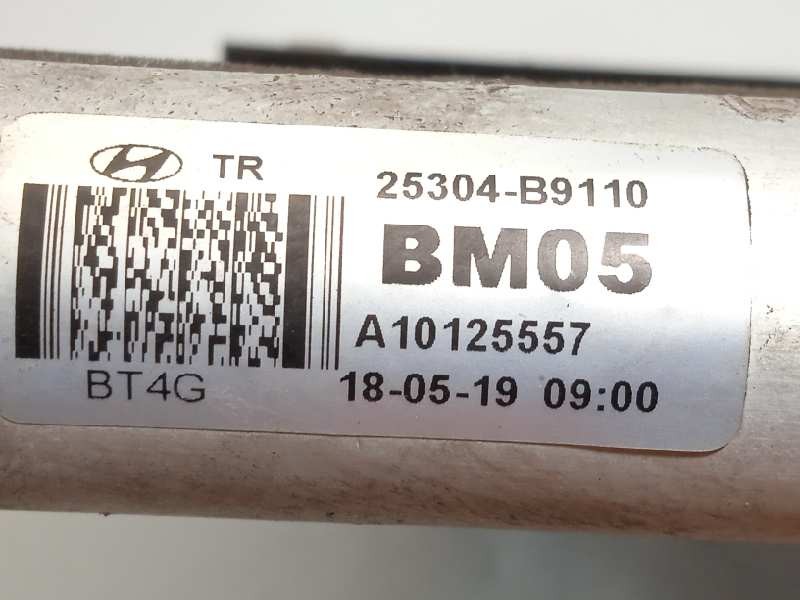 TR 25304-B9110
BM05
A10125557
BT4G 18-05-19 09:00